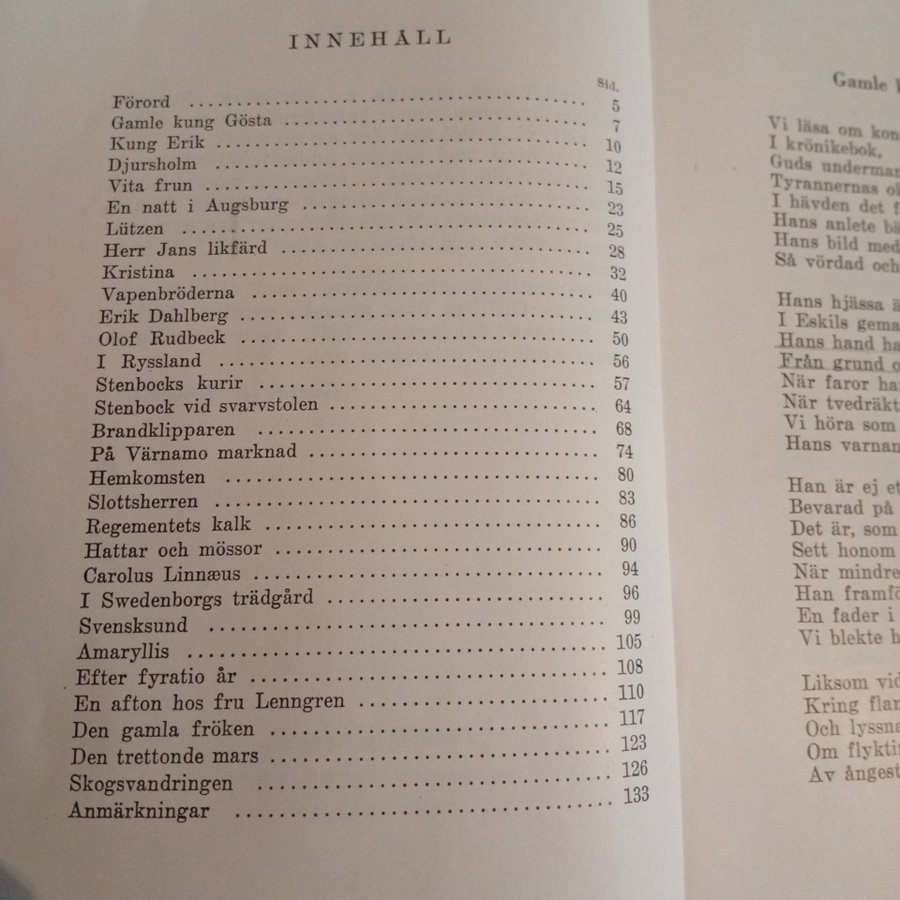 INNEHÅLL
Sid.
Förord 5
Gamle kung Gösta 7
Kung Erik 10
Djursholm 12
Vita frun 15
En natt i Augsburg 23
Lützen 25
Herr Jans likfärd 28
Kristina 32
Vapenbröderna 40
Erik Dahlberg 43
Olof Rudbeck 50
I Ryssland 56
Stenbocks kurir 57
Stenbock vid svarvstolen 64
Brandklipparen 68
På Värnamo marknad 74
Hemkomsten 80
Slottsherren 83
Regementets kalk 86
Hattar och mössor 90
Carolus Linnæus 94
I Swedenborgs trädgård 96
Svensksund 99
Amaryllis 105
Efter fyratio år 108
En afton hos fru Lenngren 110
Den gamla fröken 117
Den trettonde mars 123
Skogsvandringen 126
Anmärkningar 133
Gamle
Vi läsa om kon
I krönikebok,
Guds underman
Tyrannernas ok
I hävden det f
Hans anlete bä
Hans bild med
Så vördad och
Hans hjässa ä
I Eskils gema
Hans hand ha
Från grund o
När faror ha
När tvedräkt
Vi höra som
Hans varnan
Han är ej et
Bevarad på
Det är, som
Sett honom
När mindre
Han framfö
En fader i
Vi blekte h
Liksom vid
Kring flan
Och lyssna
Om flykti
Av ångest